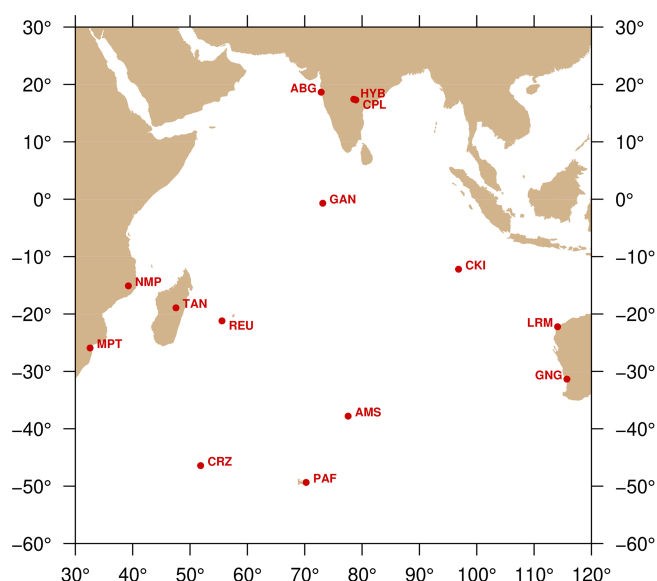 30° 30°
20° 20°
10° 10°
0° 0°
−10° −10°
−20° −20°
−30° −30°
−40° −40°
−50° −50°
−60° −60°
30° 40° 50° 60° 70° 80° 90° 100° 110° 120°
ABG
HYB
CPL
GAN
CKI
NMP
TAN
REU
LRM
MPT
GNG
AMS
CRZ
PAF